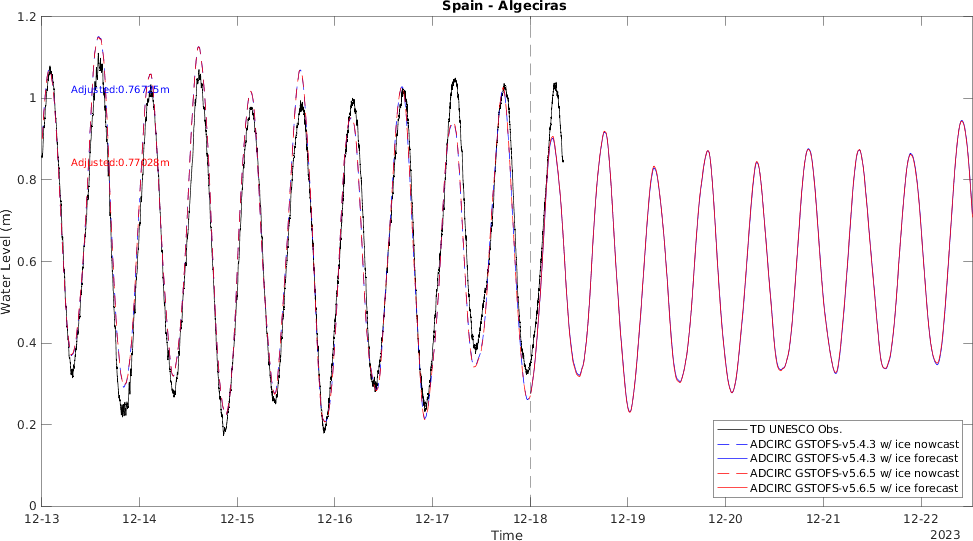 Spain - Algeciras
1.2
1
0.8
0.6
0.4
0.2
0
Water Level (m)
Adjusted:0.76725m
Adjusted:0.77028m
TD UNESCO Obs.
ADCIRC GSTOFS-v5.4.3 w/ ice nowcast
ADCIRC GSTOFS-v5.4.3 w/ ice forecast
ADCIRC GSTOFS-v5.6.5 w/ ice nowcast
ADCIRC GSTOFS-v5.6.5 w/ ice forecast
12-13 12-14 12-15 12-16 12-17 12-18 12-19 12-20 12-21 12-22
Time
2023